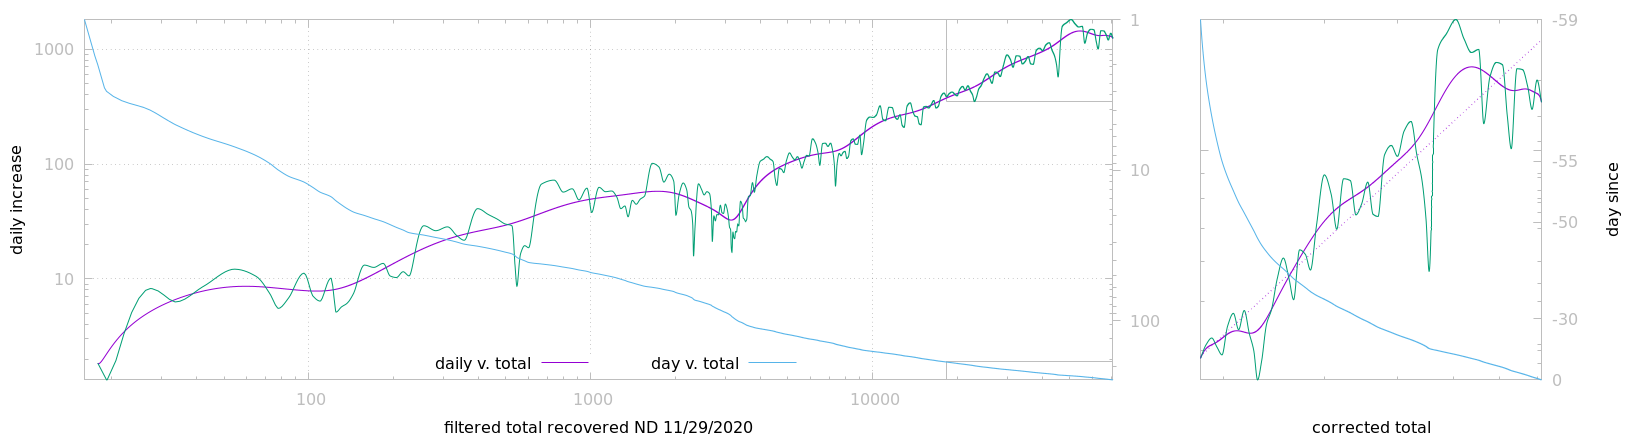 1000
100
10
daily increase
100
1000
10000
1
10
100
daily v. total
day v. total
filtered total recovered ND 11/29/2020
-59
-55
-50
-30
0
day since
corrected total